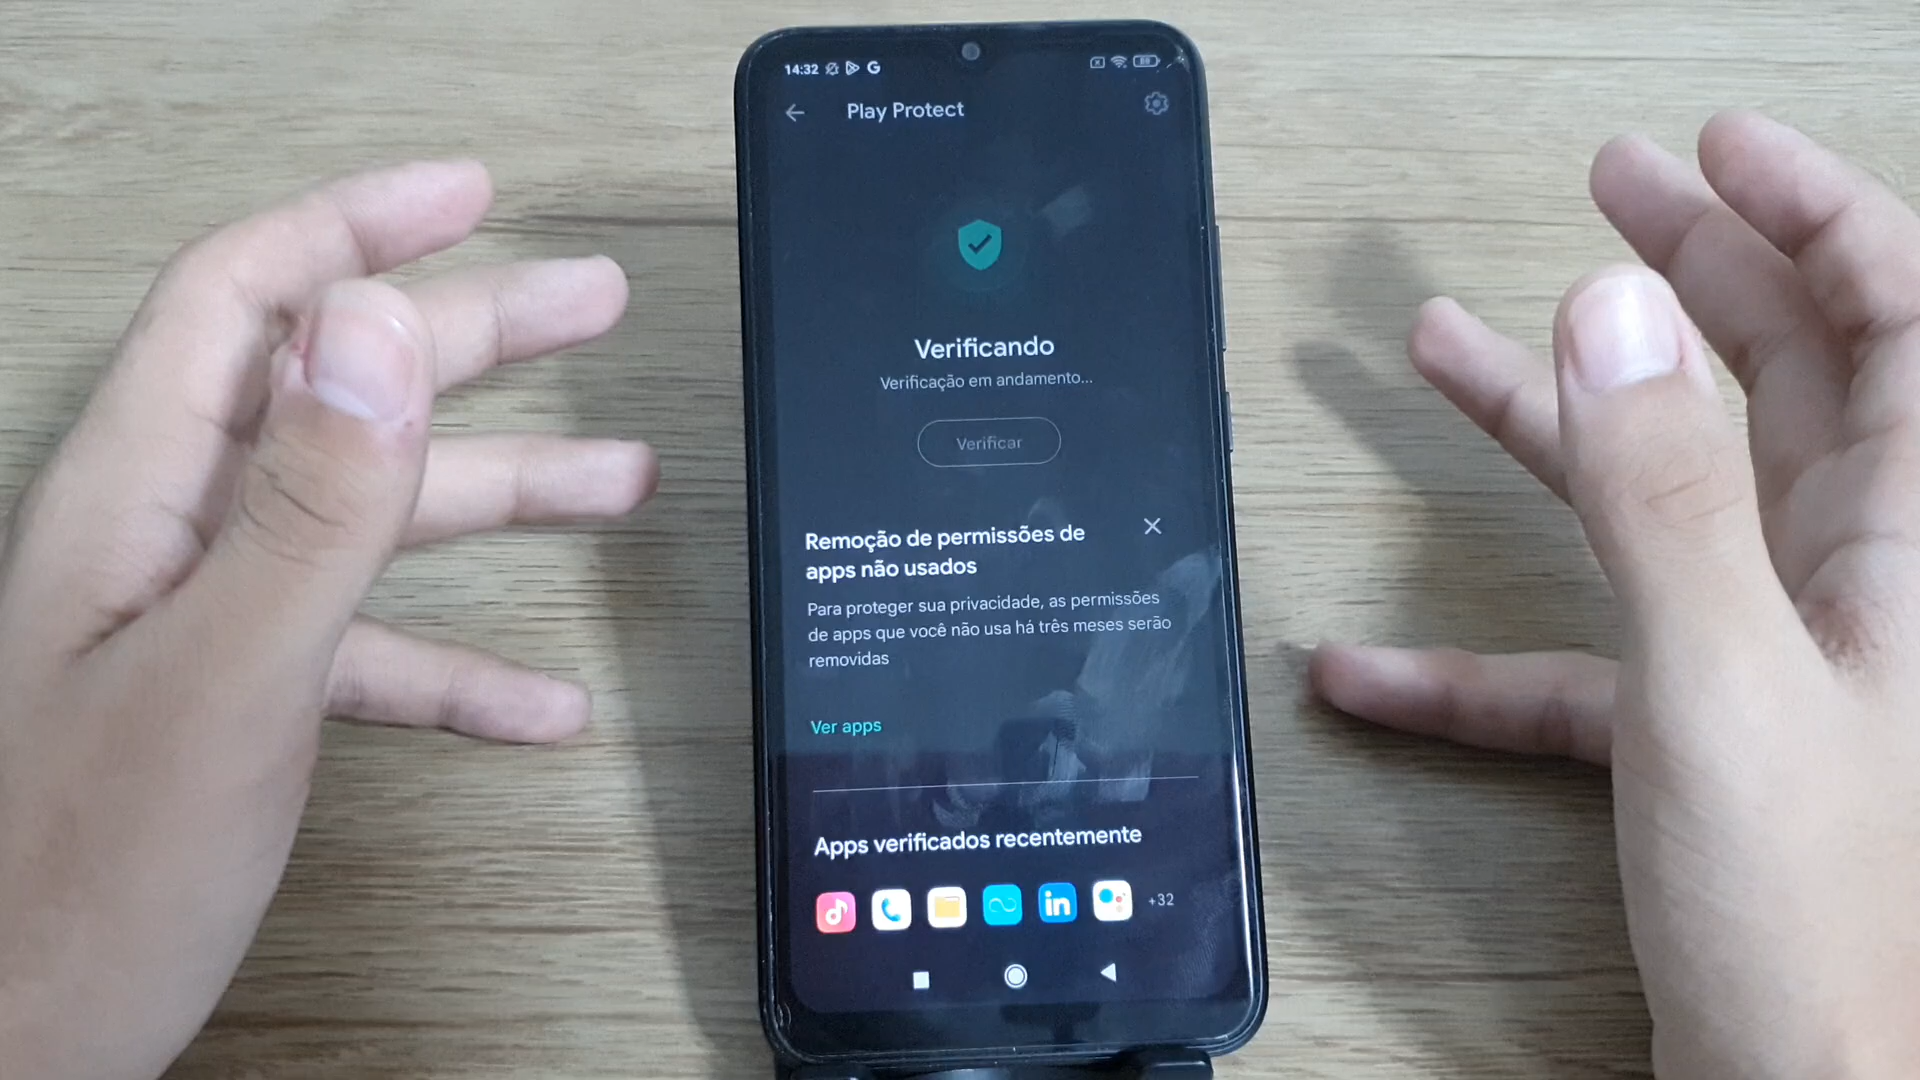 14:32
Play Protect
Verificando
Verificação em andamento...
Verificar
Remoção de permissões de
apps não usados
Para proteger sua privacidade, as permissões
de apps que você não usa há três meses serão
removidas
Ver apps
Apps verificados recentemente
in
+32